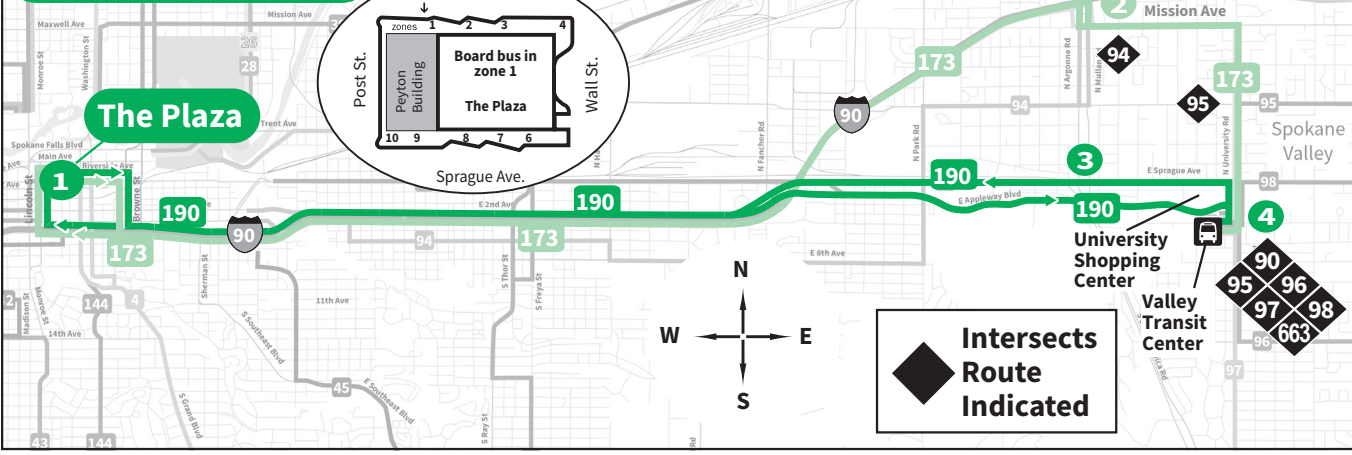 Maxwell Ave
Mission Ave
Mission Ave
Monroe St
Washington St
26
28
zones 1 2 3 4
Post St.
Peyton
Building
Board bus in
zone 1
The Plaza
Wall St.
10 9 8 7 6
Sprague Ave.
2
173
94
N Argonne Rd
173
94
95
95
90
The Plaza
Trent Ave
Spokane Falls Blvd
Main Ave
Riverside Ave
Ave
Ave
1
Lincoln St
Browne St
N Fancher Rd
N Park Rd
N University Rd
Spokane
Valley
3
E Sprague Ave
98
190
190
E 2nd Ave
190
E Appleway Blvd
190
4
90
173
94
173
E 8th Ave
University
Shopping
Center
Valley
Transit
Center
90
95
96
97
98
663
96
97
Sherman St
S Thor St
S Freya St
144
4
Monroe St
Madison St
11th Ave
14th Ave
S Southeast Blvd
E Southeast Blvd
45
S Grand Blvd
S Ray St
Rd
43
144
N
W
E
S
Intersects
Route
Indicated